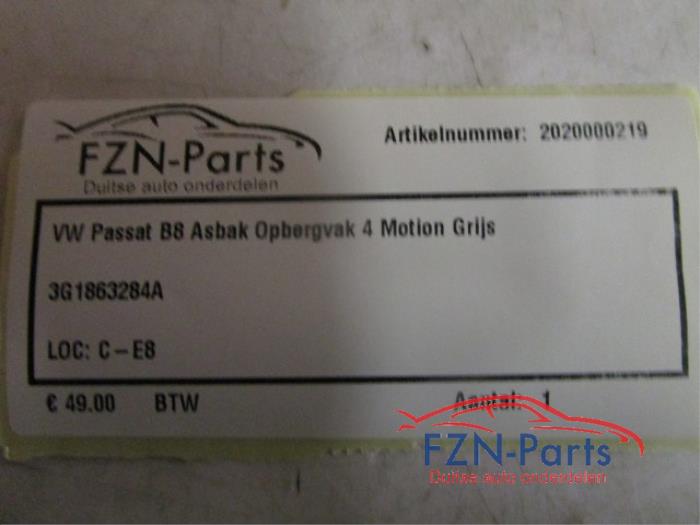 FZN-Parts
Duitse auto onderdelen
Artikelnummer: 2020000219
VW Passat B8 Asbak Opbergvak 4 Motion Grijs
3G1863284A
LOC: C-E8
€ 49.00 BTW Aantal: 1
FZN-Parts
Duitse auto onderdelen